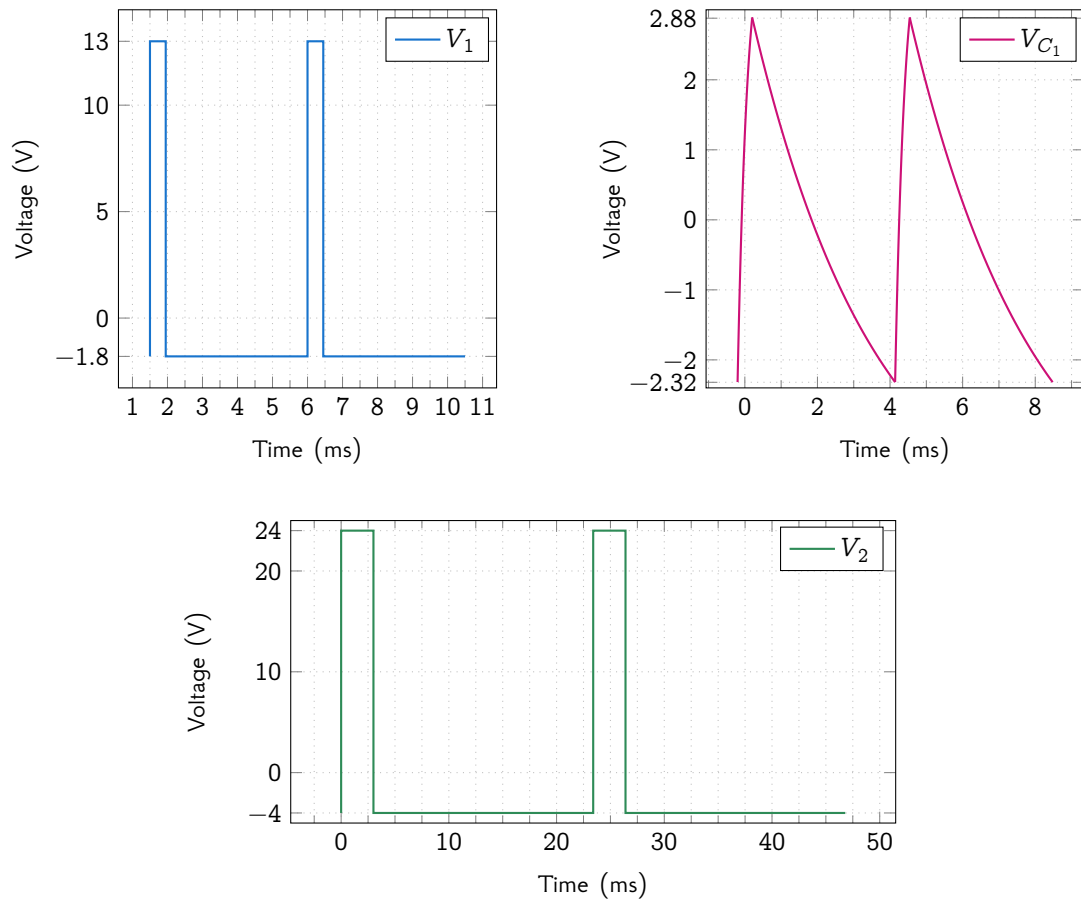 V1
13
10
5
0
−1.8
1 2 3 4 5 6 7 8 9 10 11
Voltage (V)
Time (ms)
VC1
2.88
2
1
0
−1
−2
−2.32
0 2 4 6 8
Voltage (V)
Time (ms)
V2
24
20
10
0
−4
0 10 20 30 40 50
Voltage (V)
Time (ms)